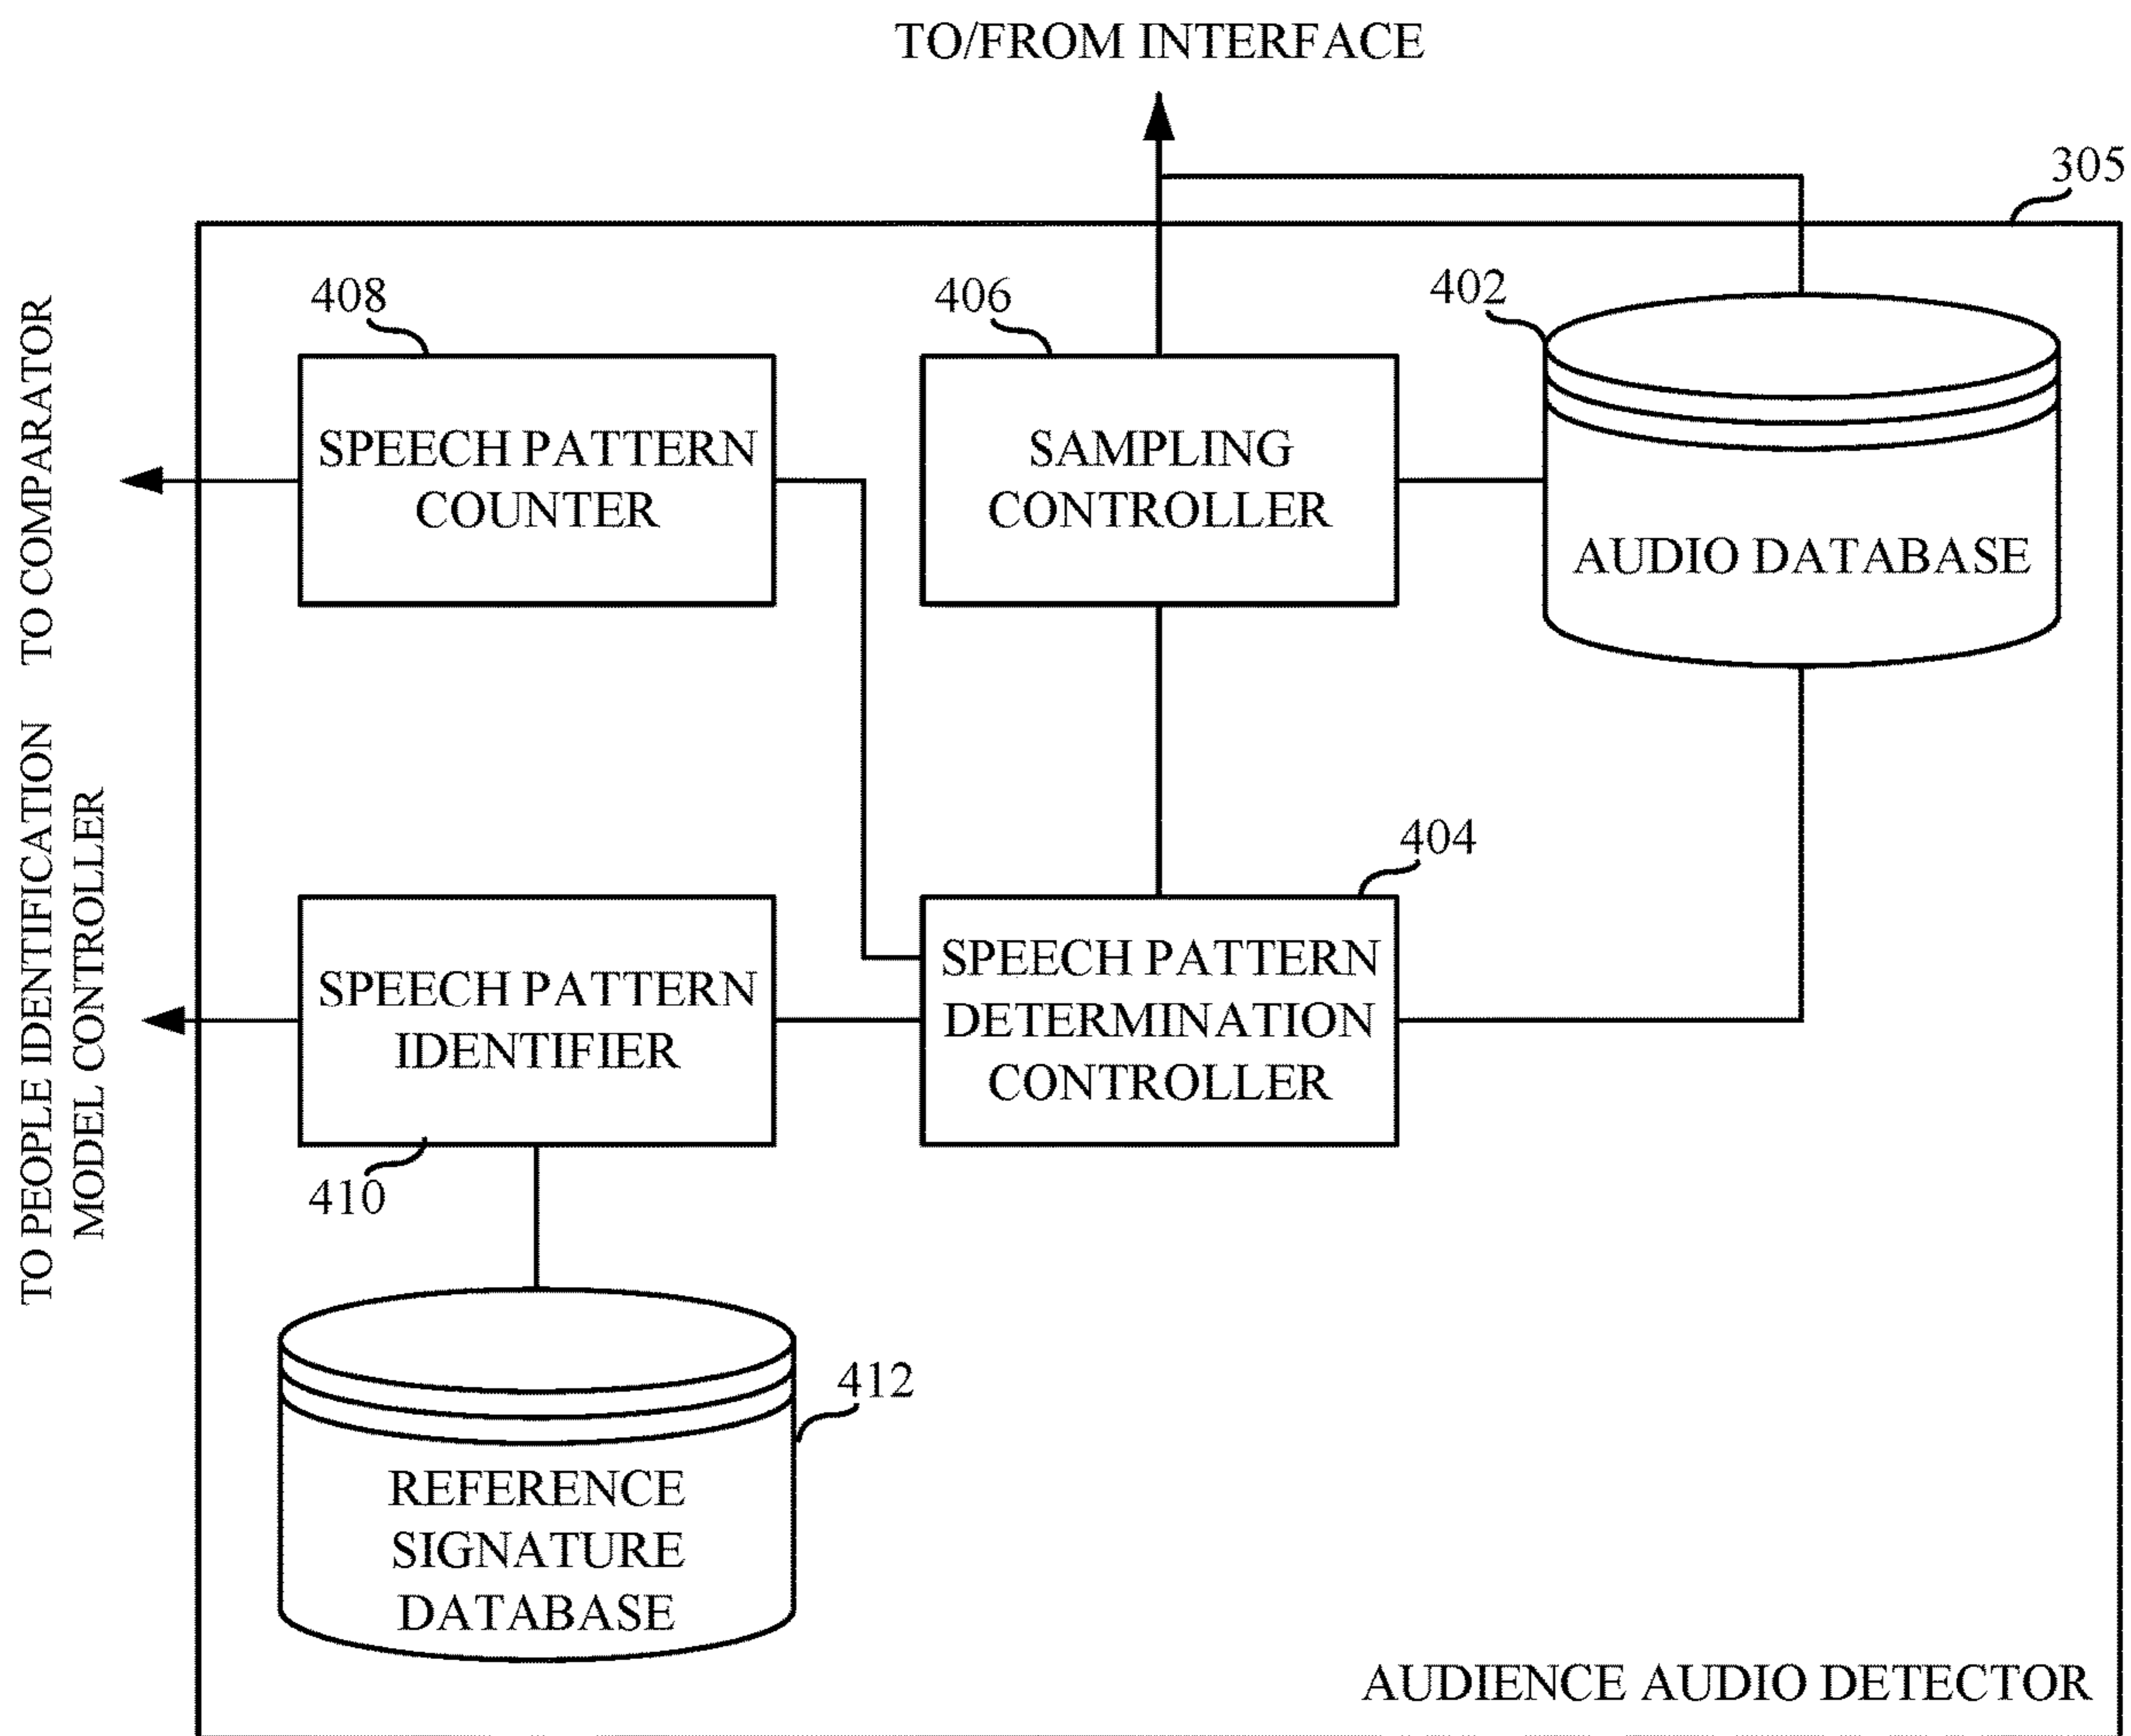 TO/FROM INTERFACE
305
408
406
402
SPEECH PATTERN
COUNTER
SAMPLING
CONTROLLER
AUDIO DATABASE
TO COMPARATOR
404
SPEECH PATTERN
IDENTIFIER
SPEECH PATTERN
DETERMINATION
CONTROLLER
TO PEOPLE IDENTIFICATION
MODEL CONTROLLER
410
412
REFERENCE
SIGNATURE
DATABASE
AUDIENCE AUDIO DETECTOR